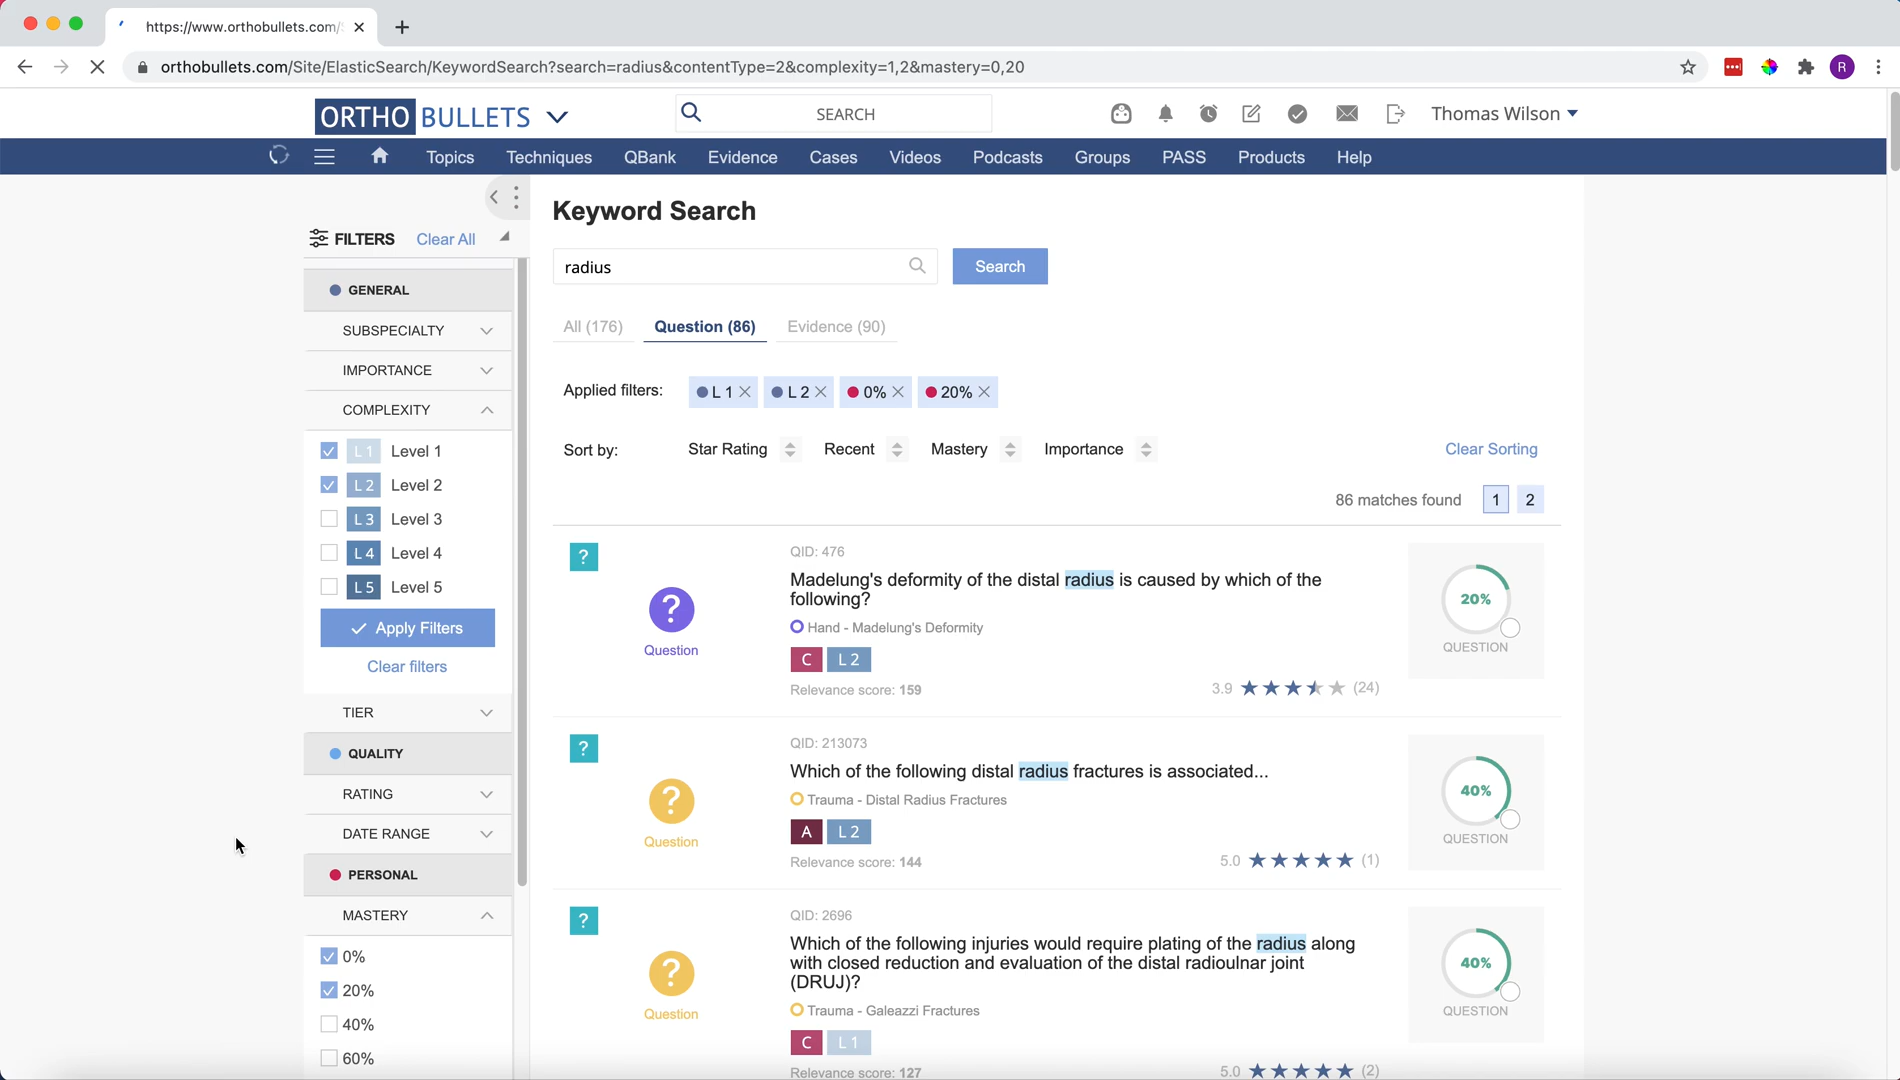 https://www.orthobullets.com/
orthobullets.com/Site/ElasticSearch/KeywordSearch?search=radius&contentType=2&complexity=1,2&mastery=0,20
R
ORTHO BULLETS
SEARCH
Thomas Wilson
Topics Techniques QBank Evidence Cases Videos Podcasts Groups PASS Products Help
FILTERS Clear All
GENERAL
SUBSPECIALTY
IMPORTANCE
COMPLEXITY
L 1 Level 1
L 2 Level 2
L 3 Level 3
L 4 Level 4
L 5 Level 5
Apply Filters
Clear filters
TIER
QUALITY
RATING
DATE RANGE
PERSONAL
MASTERY
0%
20%
40%
60%
Keyword Search
radius Search
All (176) Question (86) Evidence (90)
Applied filters: L 1 L 2 0% 20%
Sort by: Star Rating Recent Mastery Importance Clear Sorting
86 matches found 1 2
?
?
Question
QID: 476
Madelung's deformity of the distal radius is caused by which of the
following?
Hand - Madelung's Deformity
C L 2
Relevance score: 159
3.9 (24)
20%
QUESTION
?
?
Question
QID: 213073
Which of the following distal radius fractures is associated...
Trauma - Distal Radius Fractures
A L 2
Relevance score: 144
5.0 (1)
40%
QUESTION
?
?
Question
QID: 2696
Which of the following injuries would require plating of the radius along
with closed reduction and evaluation of the distal radioulnar joint
(DRUJ)?
Trauma - Galeazzi Fractures
C L 1
Relevance score: 127
5.0 (2)
40%
QUESTION